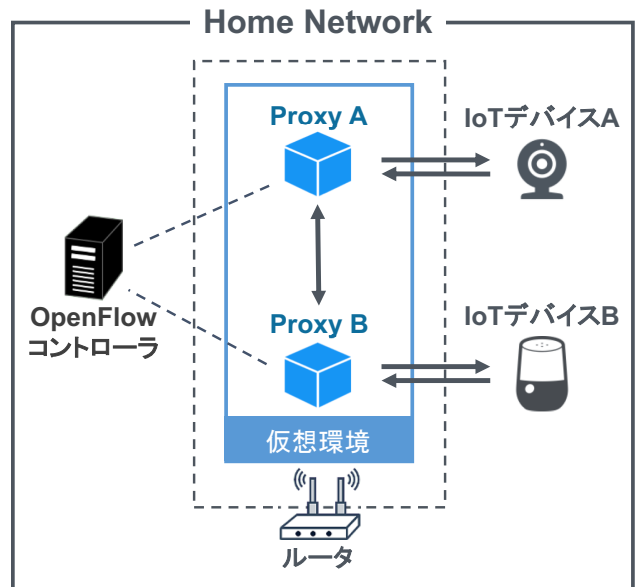 Home Network
Proxy A
IoTデバイスA
OpenFlow
コントローラ
Proxy B
IoTデバイスB
仮想環境
ルータ